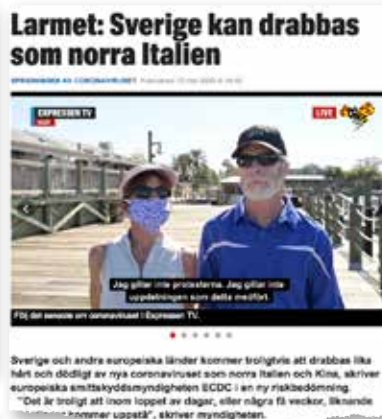 Larmet: Sverige kan drabbas
som norra Italien
SPRIDNINGEN AV CORONAVIRUSET
EXPRESSEN TV
LIVE
Jag gillar inte protesterna. Jag gillar inte
uppdelningen som detta medfört.
Följ det senaste om coronaviruset i Expressen TV.
Sverige och andra europeiska länder kommer troligtvis att drabbas lika
hårt och dödligt av nya coronaviruset som norra Italien och Kina, skriver
europeiska smittskyddsmyndigheten ECDC i en ny riskbedömning.
"Det är troligt att inom loppet av dagar, eller några få veckor, liknande
kommer uppstå", skriver myndigheten.